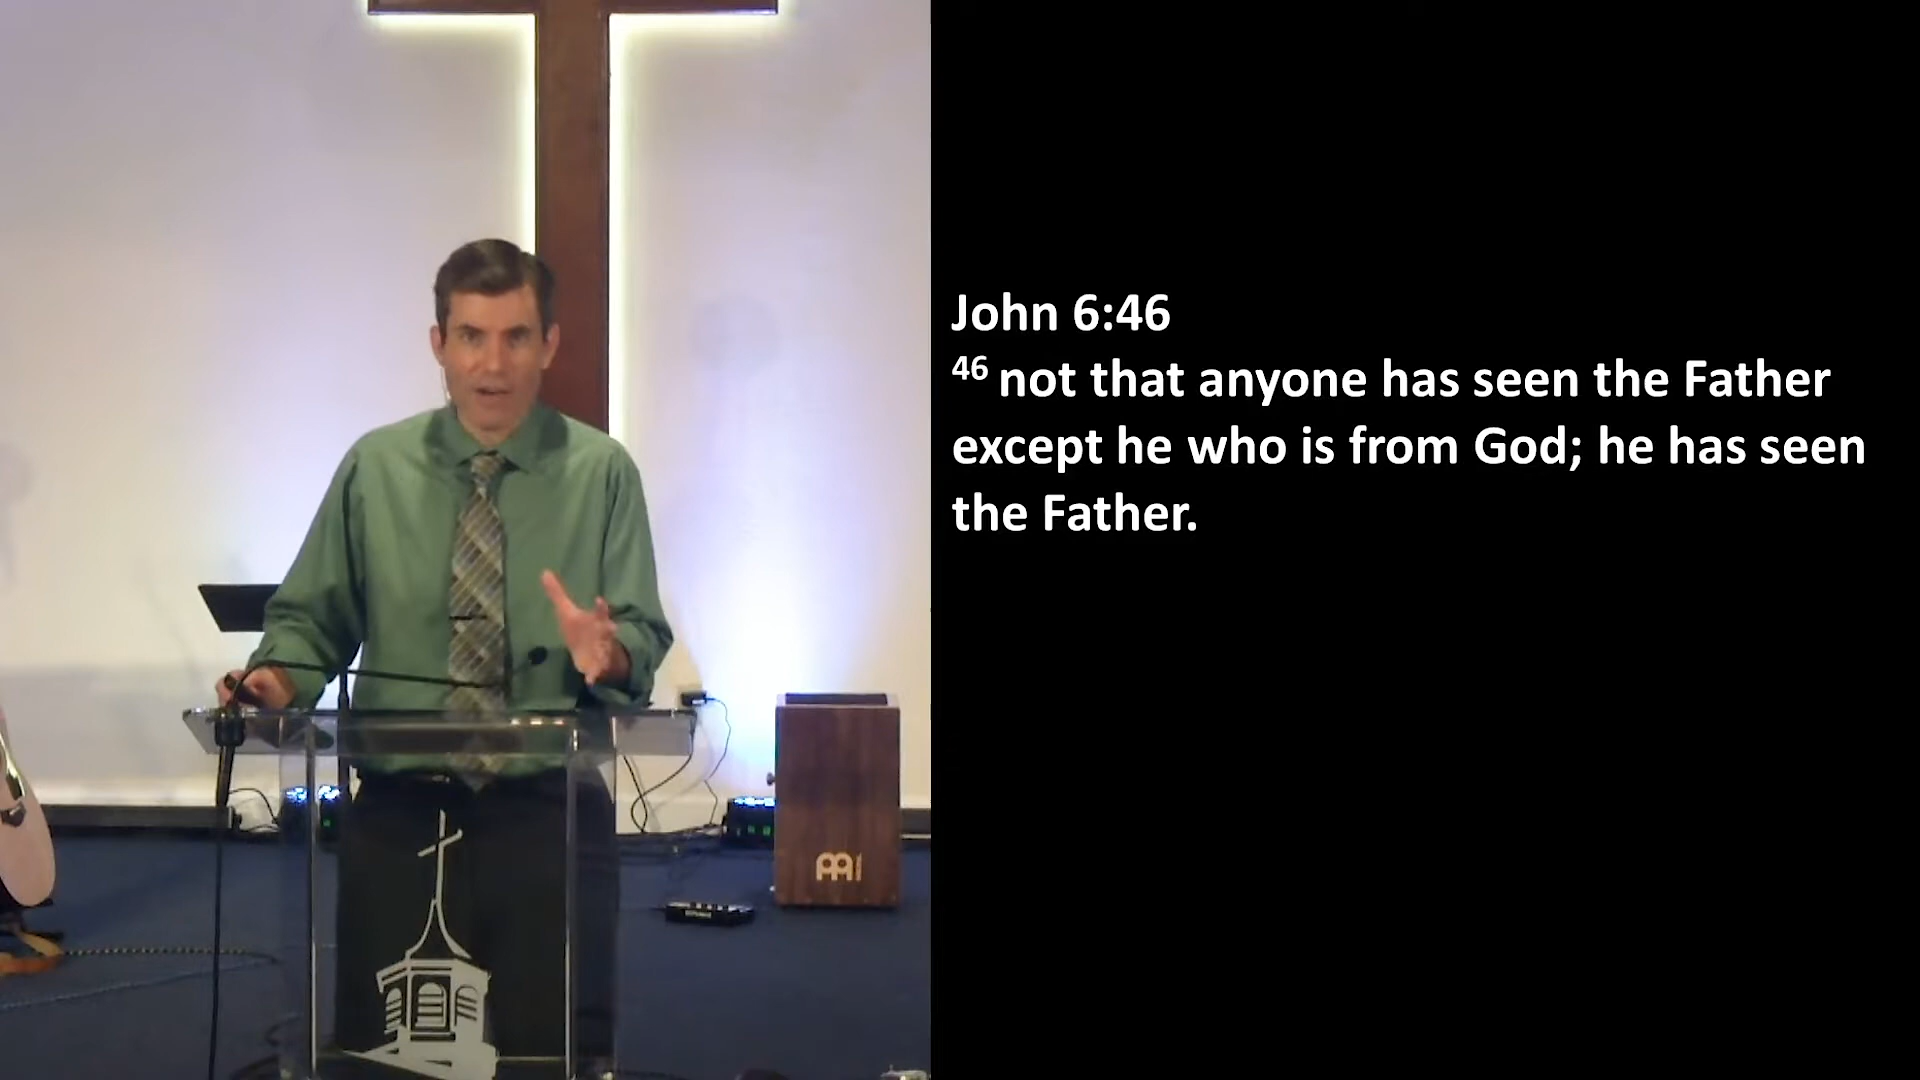 John 6:46
46 not that anyone has seen the Father
except he who is from God; he has seen
the Father.